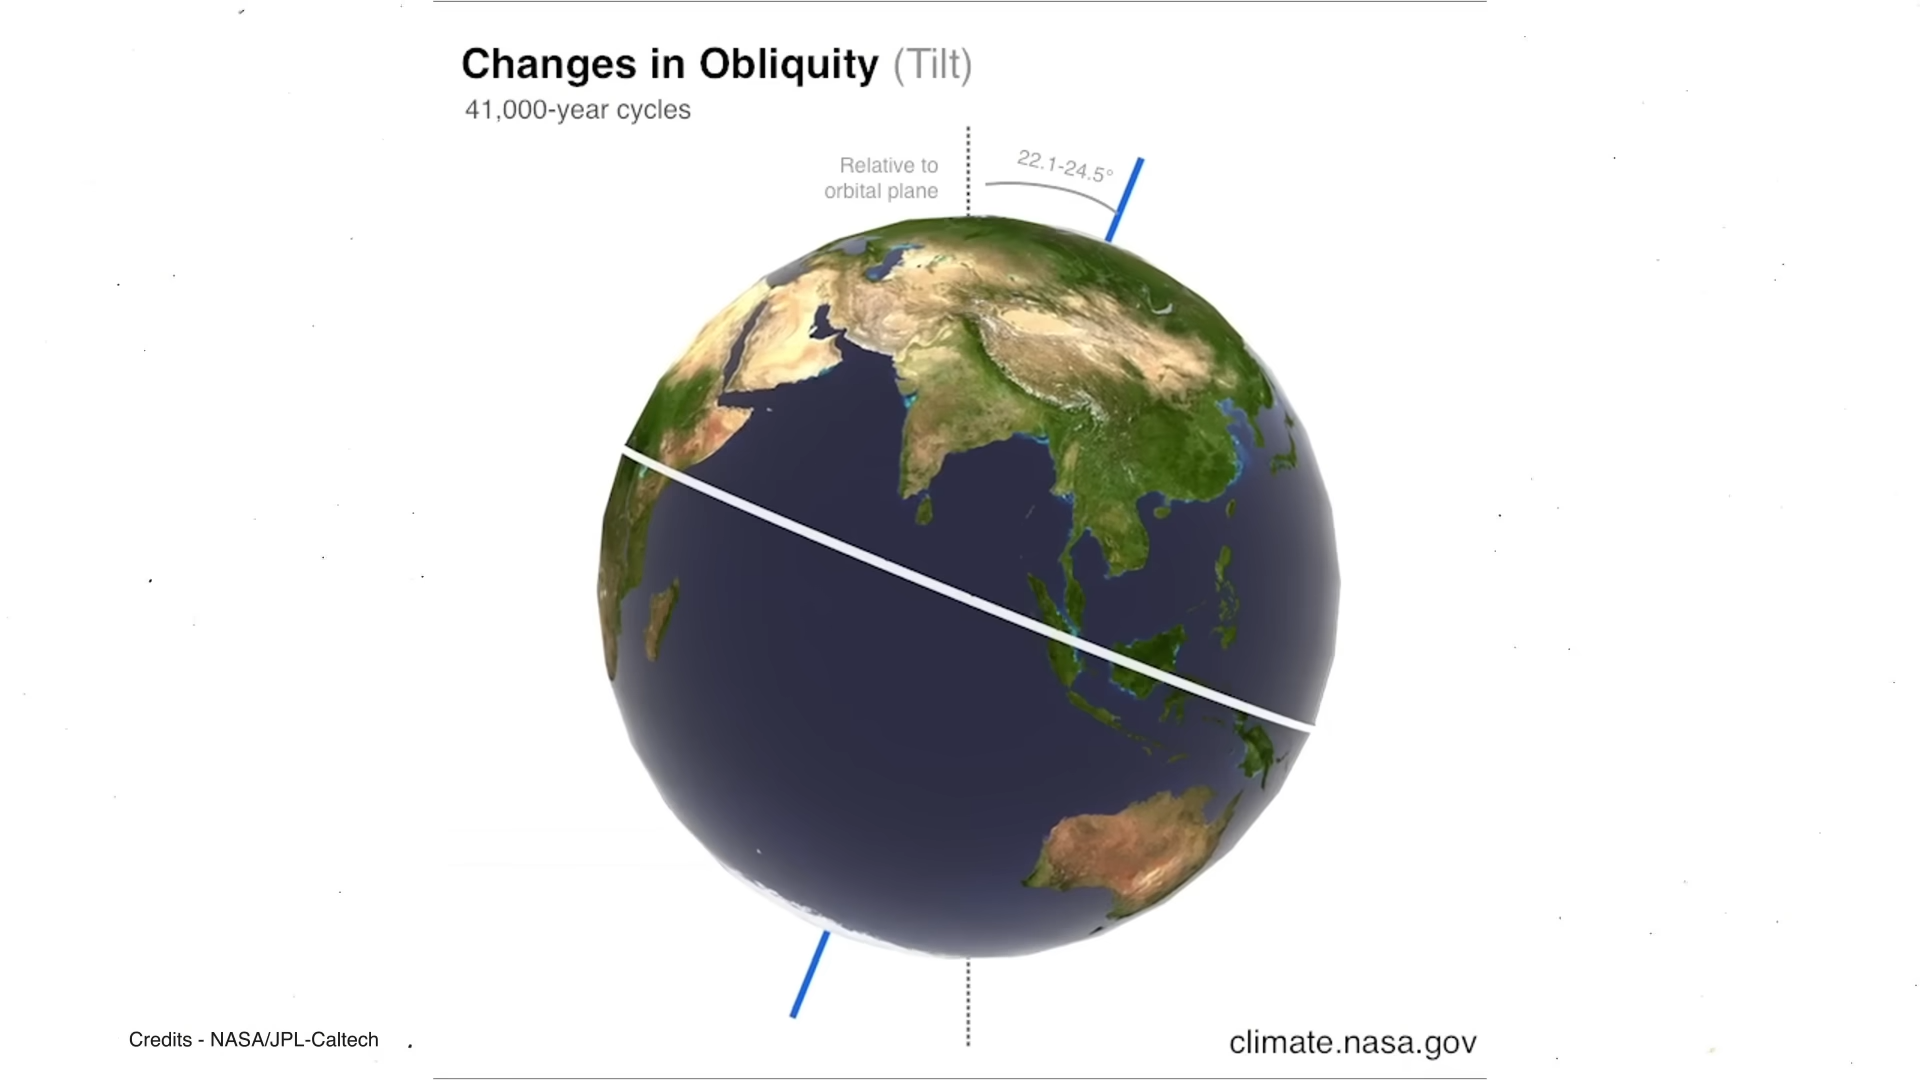 Changes in Obliquity (Tilt)
41,000-year cycles
Relative to
orbital plane
22.1-24.5°
Credits - NASA/JPL-Caltech
climate.nasa.gov